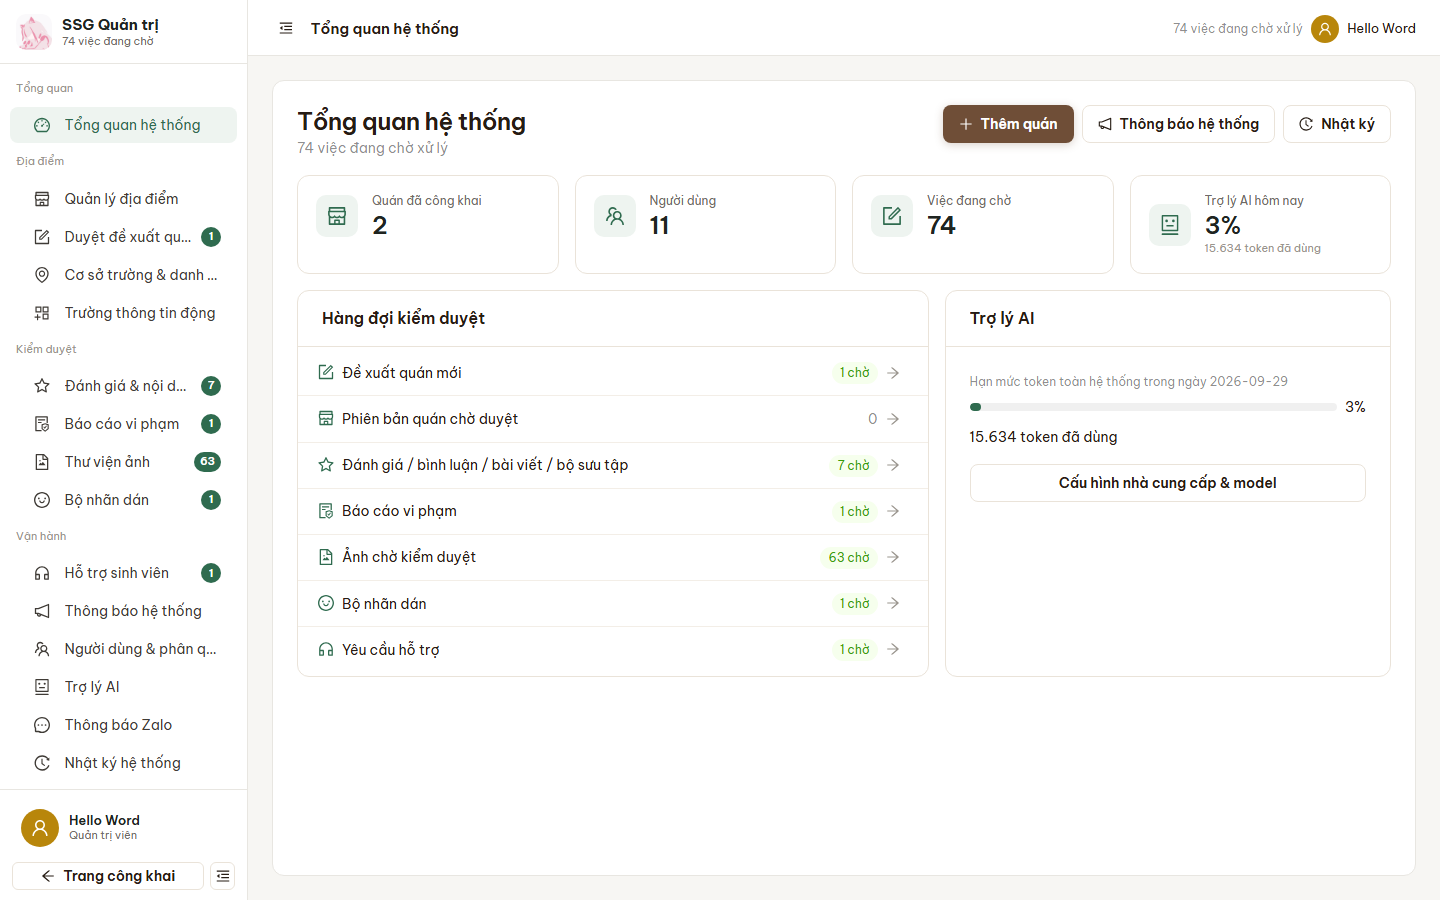 SSG Quản trị
74 việc đang chờ
Tổng quan
Tổng quan hệ thống
Địa điểm
Quản lý địa điểm
Duyệt đề xuất qu... 1
Cơ sở trường & danh ...
Trường thông tin động
Kiểm duyệt
Đánh giá & nội d... 7
Báo cáo vi phạm 1
Thư viện ảnh 63
Bộ nhãn dán 1
Vận hành
Hỗ trợ sinh viên 1
Thông báo hệ thống
Người dùng & phân q...
Trợ lý AI
Thông báo Zalo
Nhật ký hệ thống
Hello Word
Quản trị viên
Trang công khai
Tổng quan hệ thống
74 việc đang chờ xử lý
Hello Word
Tổng quan hệ thống
74 việc đang chờ xử lý
Thêm quán
Thông báo hệ thống
Nhật ký
Quán đã công khai
2
Người dùng
11
Việc đang chờ
74
Trợ lý AI hôm nay
3%
15.634 token đã dùng
Hàng đợi kiểm duyệt
Đề xuất quán mới 1 chờ
Phiên bản quán chờ duyệt 0
Đánh giá / bình luận / bài viết / bộ sưu tập 7 chờ
Báo cáo vi phạm 1 chờ
Ảnh chờ kiểm duyệt 63 chờ
Bộ nhãn dán 1 chờ
Yêu cầu hỗ trợ 1 chờ
Trợ lý AI
Hạn mức token toàn hệ thống trong ngày 2026-09-29
3%
15.634 token đã dùng
Cấu hình nhà cung cấp & model